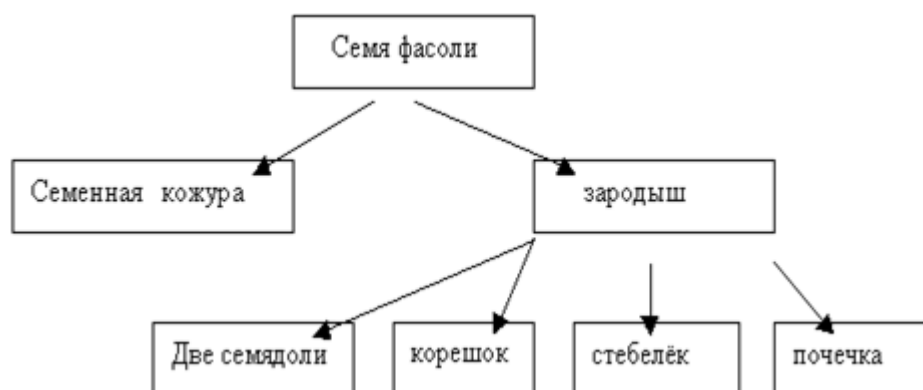 Семя фасоли
Семенная кожура
зародыш
Две семядоли
корешок
стебелёк
почечка